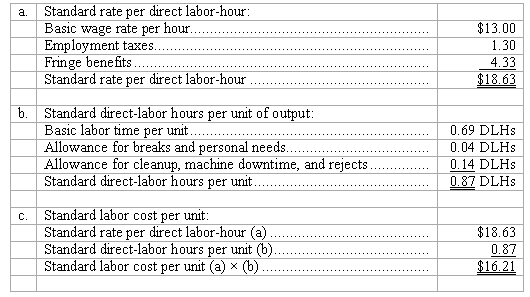 a. Standard rate per direct labor-hour:
Basic wage rate per hour........................................................................ $13.00
Employment taxes................................................................................. 1.30
Fringe benefits....................................................................................... 4.33
Standard rate per direct labor-hour ...................................................... $18.63
b. Standard direct-labor hours per unit of output:
Basic labor time per unit........................................................................ 0.69 DLHs
Allowance for breaks and personal needs.............................................. 0.04 DLHs
Allowance for cleanup, machine downtime, and rejects ................. 0.14 DLHs
Standard direct-labor hours per unit...................................................... 0.87 DLHs
c. Standard labor cost per unit:
Standard rate per direct labor-hour (a) ................................................. $18.63
Standard direct-labor hours per unit (b)................................................. 0.87
Standard labor cost per unit (a) × (b) .................................................... $16.21